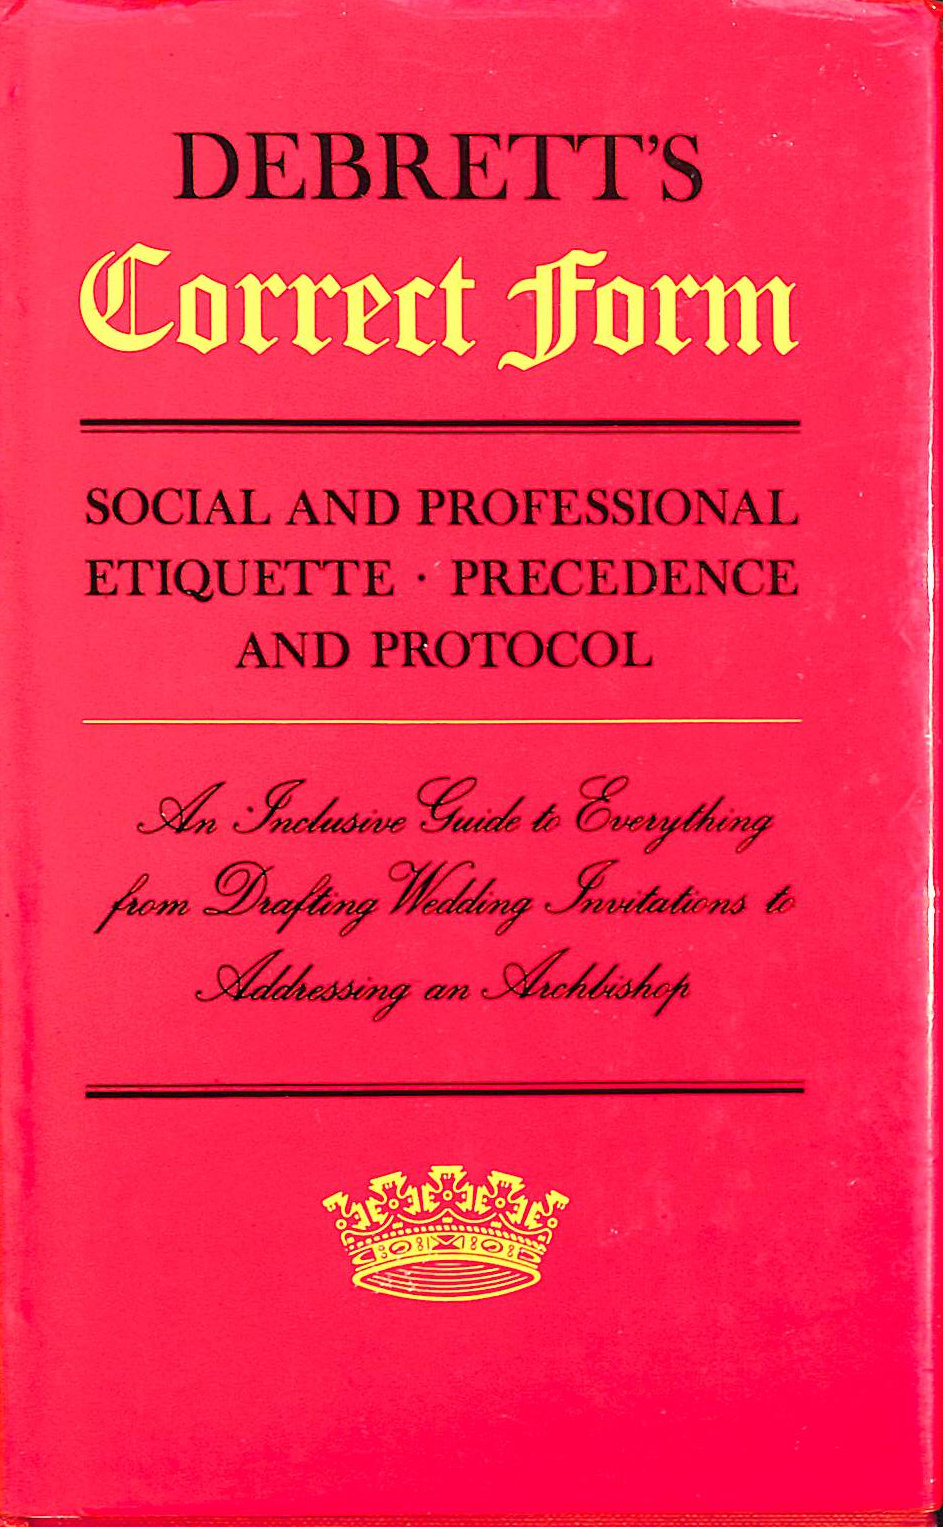 DEBRETT'S
Correct Form
SOCIAL AND PROFESSIONAL
ETIQUETTE · PRECEDENCE
AND PROTOCOL
An Inclusive Guide to Everything
from Drafting Wedding Invitations to
Addressing an Archbishop